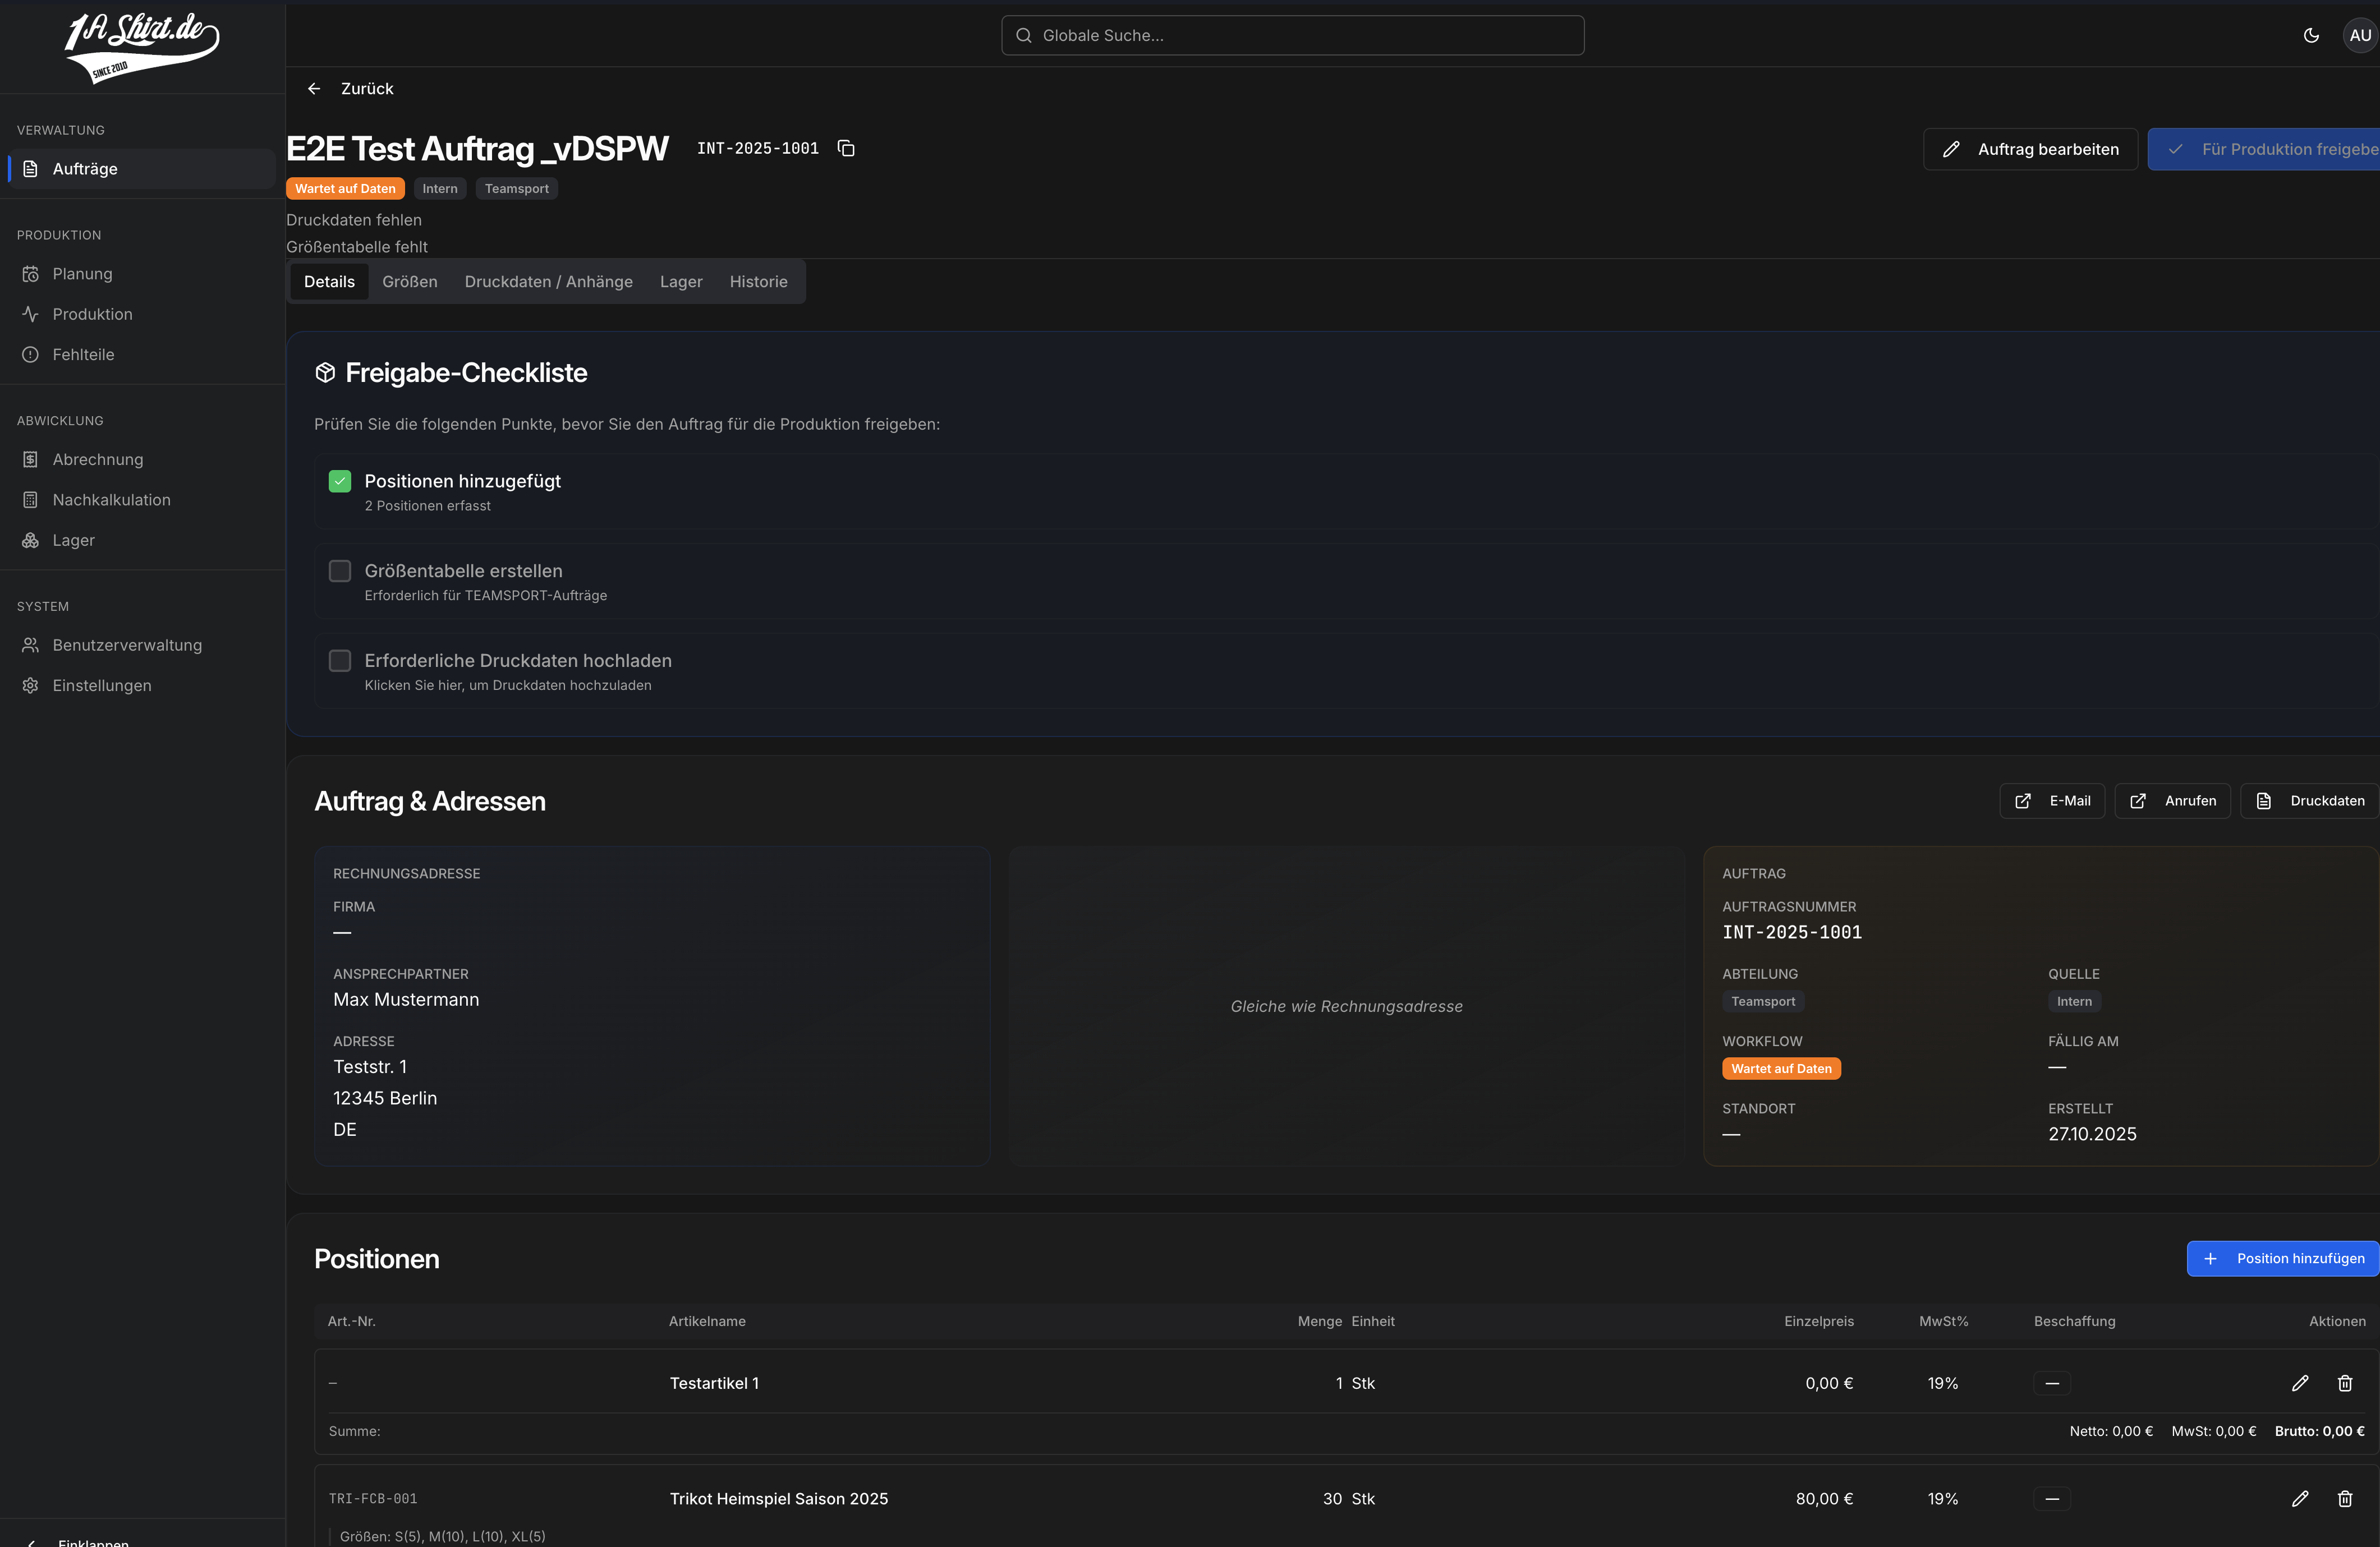 1A Shirt.de
SINCE 2010
Globale Suche...
AU
Zurück
VERWALTUNG
Aufträge
PRODUKTION
Planung
Produktion
Fehlteile
ABWICKLUNG
Abrechnung
Nachkalkulation
Lager
SYSTEM
Benutzerverwaltung
Einstellungen
Einklappen
E2E Test Auftrag _vDSPW
INT-2025-1001
Auftrag bearbeiten
Für Produktion freigebe
Wartet auf Daten
Intern
Teamsport
Druckdaten fehlen
Größentabelle fehlt
Details
Größen
Druckdaten / Anhänge
Lager
Historie
Freigabe-Checkliste
Prüfen Sie die folgenden Punkte, bevor Sie den Auftrag für die Produktion freigeben:
Positionen hinzugefügt
2 Positionen erfasst
Größentabelle erstellen
Erforderlich für TEAMSPORT-Aufträge
Erforderliche Druckdaten hochladen
Klicken Sie hier, um Druckdaten hochzuladen
Auftrag & Adressen
E-Mail
Anrufen
Druckdaten
RECHNUNGSADRESSE
FIRMA
—
ANSPRECHPARTNER
Max Mustermann
ADRESSE
Teststr. 1
12345 Berlin
DE
Gleiche wie Rechnungsadresse
AUFTRAG
AUFTRAGSNUMMER
INT-2025-1001
ABTEILUNG
Teamsport
QUELLE
Intern
WORKFLOW
Wartet auf Daten
FÄLLIG AM
—
STANDORT
—
ERSTELLT
27.10.2025
Positionen
Position hinzufügen
Art.-Nr. Artikelname Menge Einheit Einzelpreis MwSt% Beschaffung Aktionen
– Testartikel 1 1 Stk 0,00 € 19% —
Summe: Netto: 0,00 € MwSt: 0,00 € Brutto: 0,00 €
TRI-FCB-001 Trikot Heimspiel Saison 2025 30 Stk 80,00 € 19% —
Größen: S(5), M(10), L(10), XL(5)